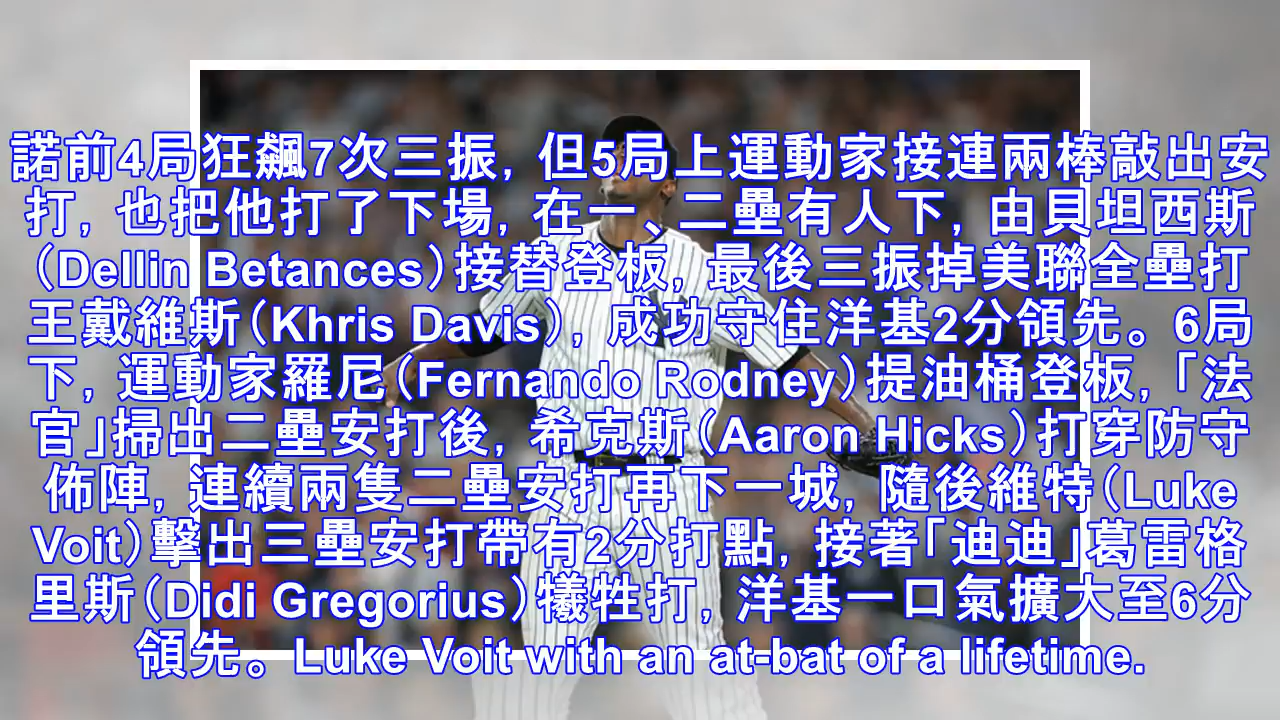 諾前4局狂飆7次三振, 但5局上運動家接連兩棒敲出安
打, 也把他打了下場, 在一、二壘有人下, 由貝坦西斯
(Dellin Betances)接替登板, 最後三振掉美聯全壘打
王戴維斯(Khris Davis), 成功守住洋基2分領先。6局
下, 運動家羅尼(Fernando Rodney)提油桶登板,「法
官」掃出二壘安打後, 希克斯(Aaron Hicks)打穿防守
佈陣, 連續兩隻二壘安打再下一城, 隨後維特(Luke
Voit)擊出三壘安打帶有2分打點, 接著「迪迪」葛雷格
里斯(Didi Gregorius)犧牲打, 洋基一口氣擴大至6分
領先。Luke Voit with an at-bat of a lifetime.